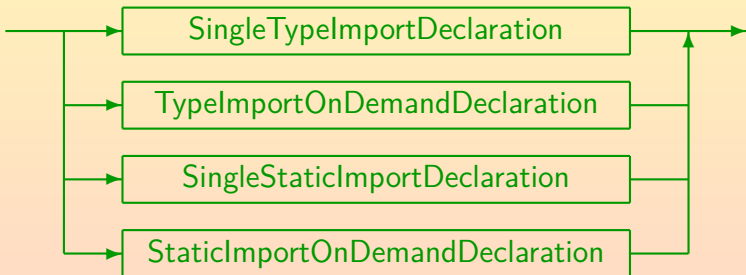 SingleTypeImportDeclaration
TypeImportOnDemandDeclaration
SingleStaticImportDeclaration
StaticImportOnDemandDeclaration